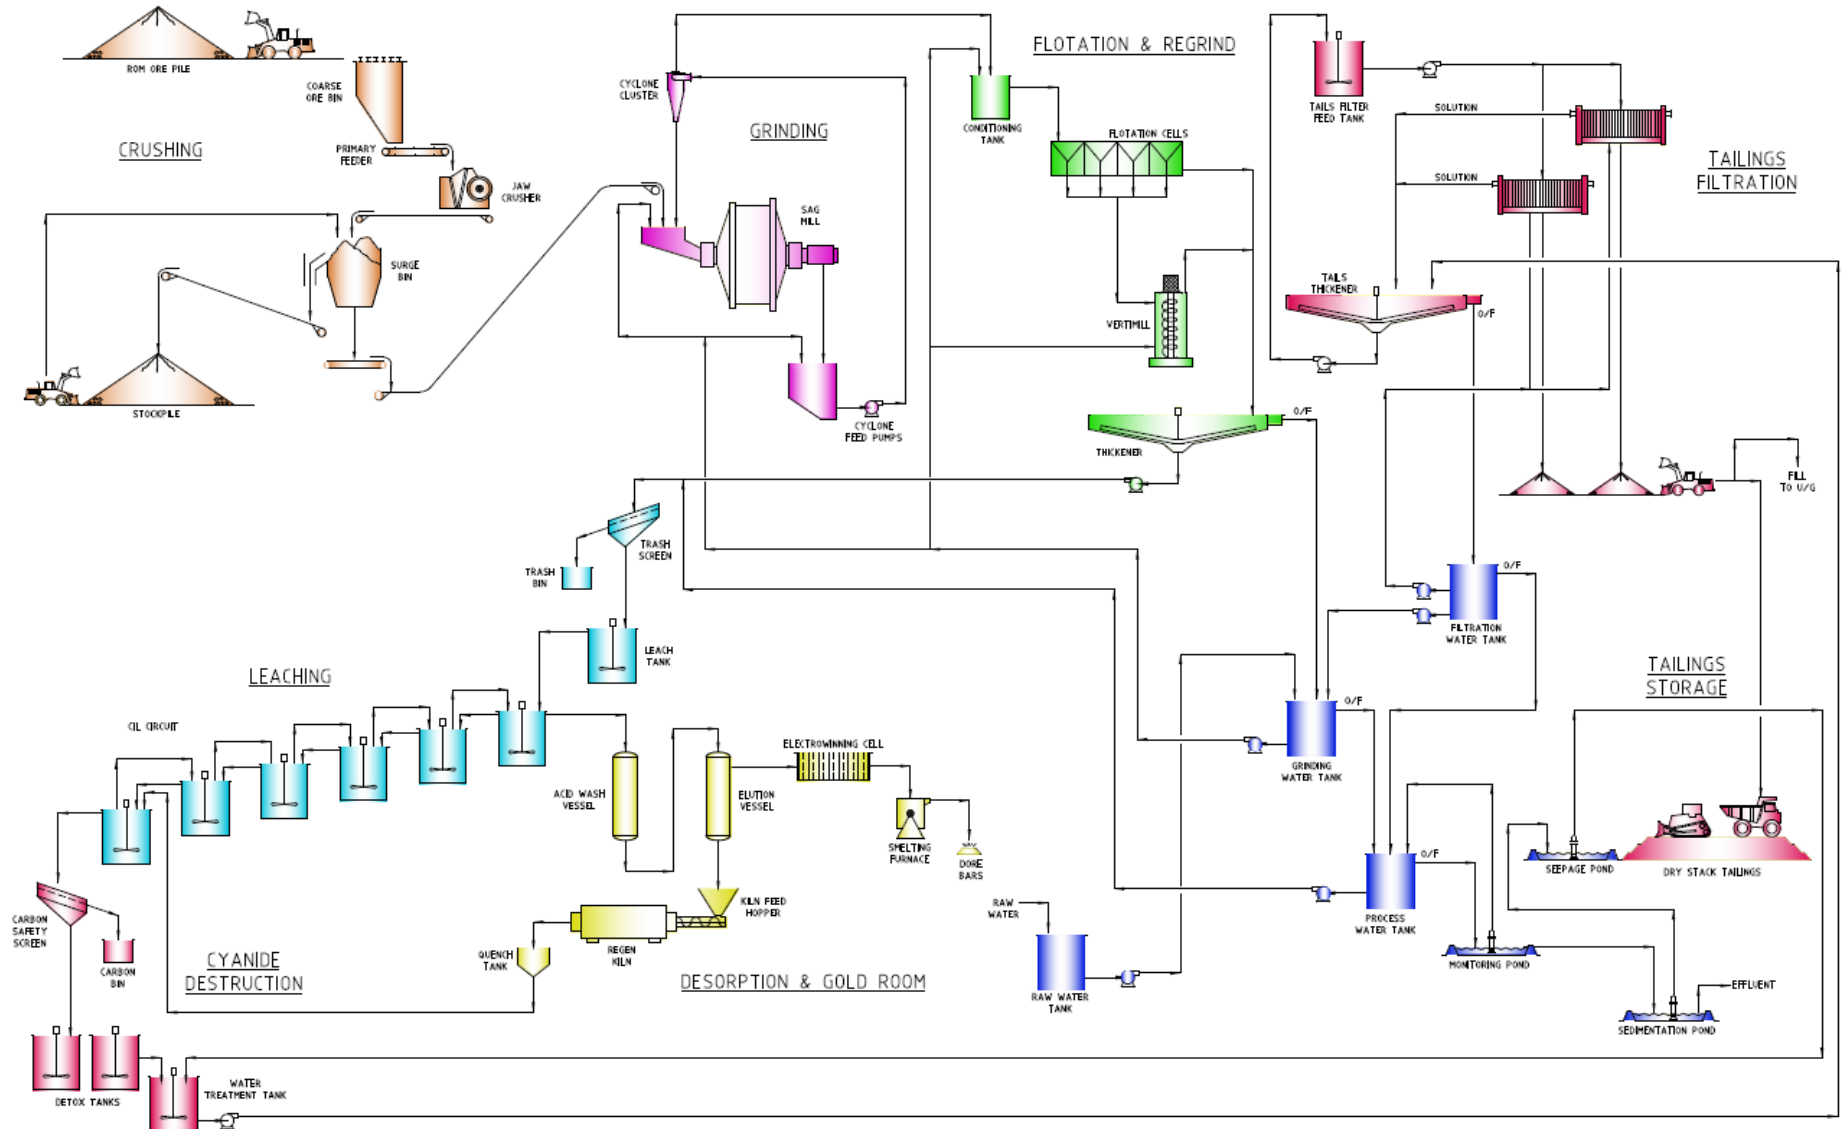 ROM ORE PILE
COARSE
ORE BIN
CRUSHING
PRIMARY
FEEDER
JAW
CRUSHER
SURGE
BIN
STOCKPILE
CYCLONE
CLUSTER
GRINDING
SAG
MILL
CYCLONE
FEED PUMPS
FLOTATION & REGRIND
CONDITIONING
TANK
FLOTATION CELLS
VERTIMILL
THICKENER
O/F
TAILS FILTER
FEED TANK
SOLUTION
SOLUTION
TAILINGS
FILTRATION
TAILS
THICKENER
O/F
FILL
TO U/G
TRASH
SCREEN
TRASH
BIN
LEACH
TANK
LEACHING
CIL CIRCUIT
O/F
FILTRATION
WATER TANK
TAILINGS
STORAGE
O/F
GRINDING
WATER TANK
ACID WASH
VESSEL
ELUTION
VESSEL
ELECTROWINNING CELL
SMELTING
FURNACE
DORE
BARS
O/F
PROCESS
WATER TANK
SEEPAGE POND
DRY STACK TAILINGS
CARBON
SAFETY
SCREEN
CARBON
BIN
CYANIDE
DESTRUCTION
QUENCH
TANK
REGEN
KILN
KILN FEED
HOPPER
DESORPTION & GOLD ROOM
RAW
WATER
RAW WATER
TANK
MONITORING POND
EFFLUENT
SEDIMENTATION POND
DETOX TANKS
WATER
TREATMENT TANK